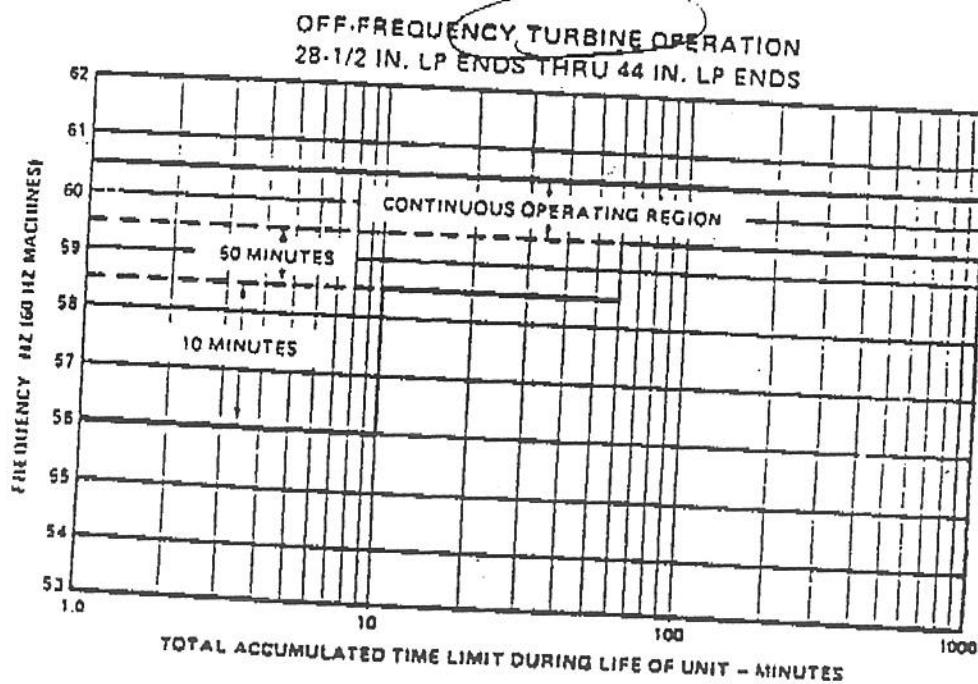 OFF-FREQUENCY TURBINE OPERATION
28-1/2 IN. LP ENDS THRU 44 IN. LP ENDS
FREQUENCY HZ (60 HZ MACHINES)
62
61
60
59
58
57
56
55
54
53
CONTINUOUS OPERATING REGION
50 MINUTES
10 MINUTES
1.0
10
100
1000
TOTAL ACCUMULATED TIME LIMIT DURING LIFE OF UNIT – MINUTES